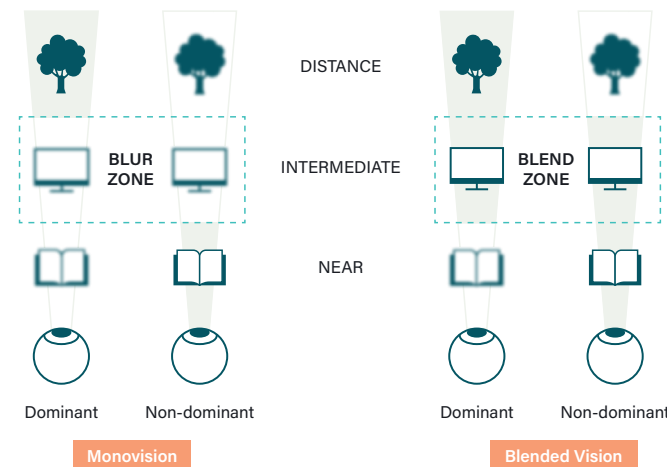 DISTANCE
BLUR
ZONE
INTERMEDIATE
BLEND
ZONE
NEAR
Dominant
Non-dominant
Dominant
Non-dominant
Monovision
Blended Vision